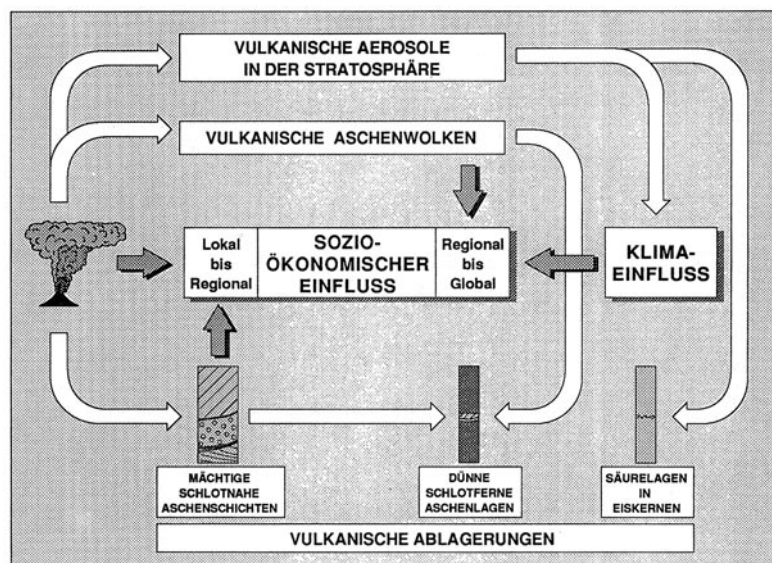 VULKANISCHE AEROSOLE
IN DER STRATOSPHÄRE
VULKANISCHE ASCHENWOLKEN
Lokal
bis
Regional
SOZIO-
ÖKONOMISCHER
EINFLUSS
Regional
bis
Global
KLIMA-
EINFLUSS
MÄCHTIGE
SCHLOTNAHE
ASCHENSCHICHTEN
DÜNNE
SCHLOTFERNE
ASCHENLAGEN
SÄURELAGEN
IN
EISKERNEN
VULKANISCHE ABLAGERUNGEN